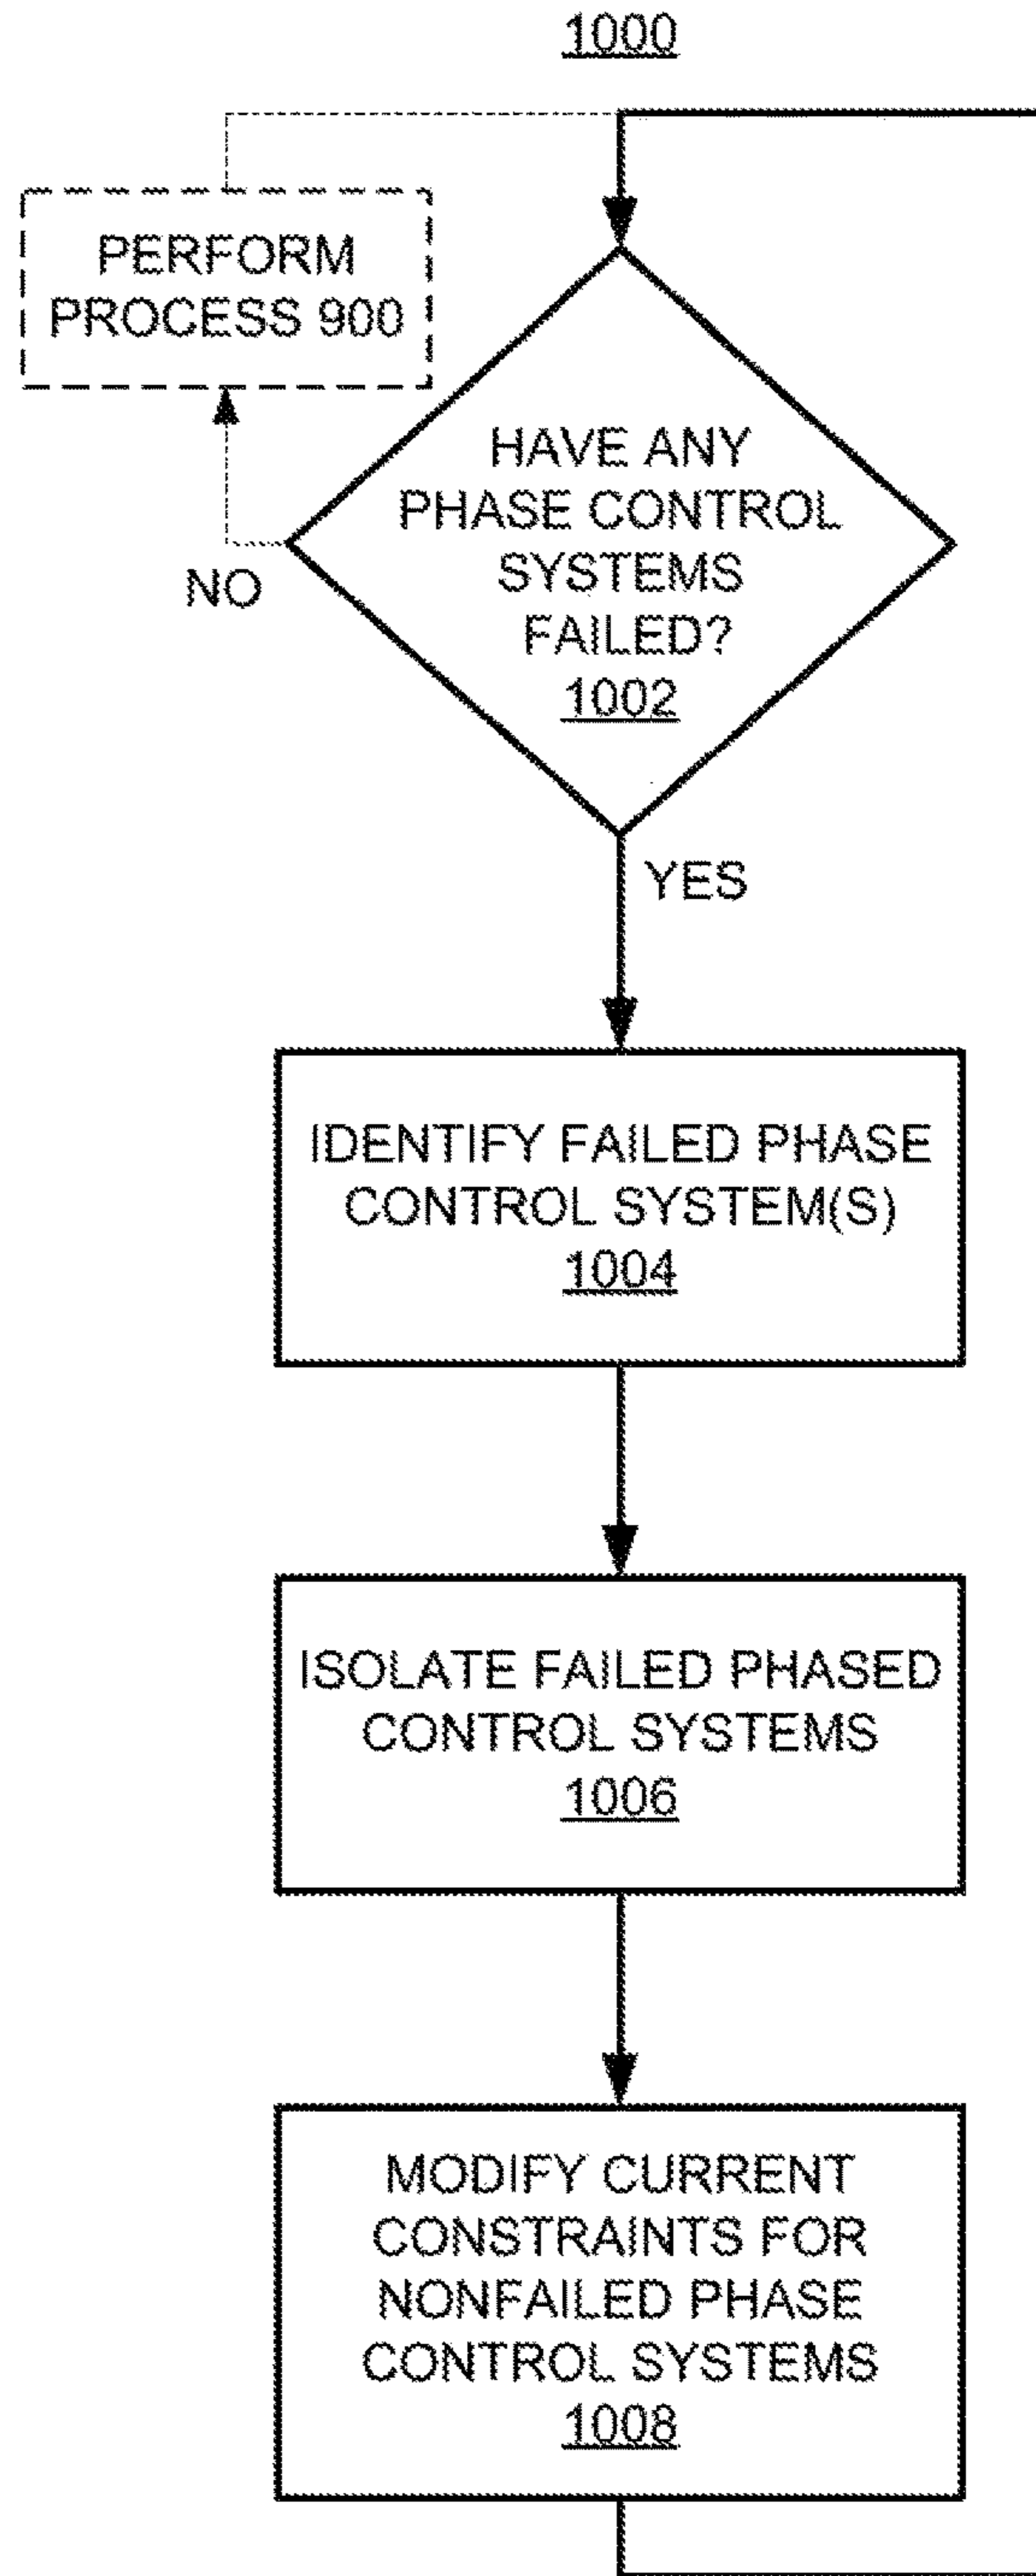 1000
PERFORM
PROCESS 900
HAVE ANY
PHASE CONTROL
SYSTEMS
FAILED?
1002
NO
YES
IDENTIFY FAILED PHASE
CONTROL SYSTEM(S)
1004
ISOLATE FAILED PHASED
CONTROL SYSTEMS
1006
MODIFY CURRENT
CONSTRAINTS FOR
NONFAILED PHASE
CONTROL SYSTEMS
1008